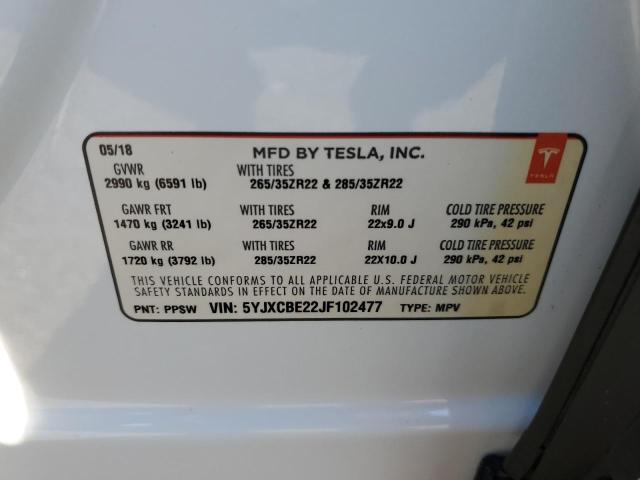 05/18 MFD BY TESLA, INC.
GVWR WITH TIRES
2990 kg (6591 lb) 265/35ZR22 & 285/35ZR22
GAWR FRT WITH TIRES RIM COLD TIRE PRESSURE
1470 kg (3241 lb) 265/35ZR22 22x9.0 J 290 kPa, 42 psi
GAWR RR WITH TIRES RIM COLD TIRE PRESSURE
1720 kg (3792 lb) 285/35ZR22 22X10.0 J 290 kPa, 42 psi
THIS VEHICLE CONFORMS TO ALL APPLICABLE U.S. FEDERAL MOTOR VEHICLE
SAFETY STANDARDS IN EFFECT ON THE DATE OF MANUFACTURE SHOWN ABOVE.
PNT: PPSW VIN: 5YJXCBE22JF102477 TYPE: MPV
TESLA